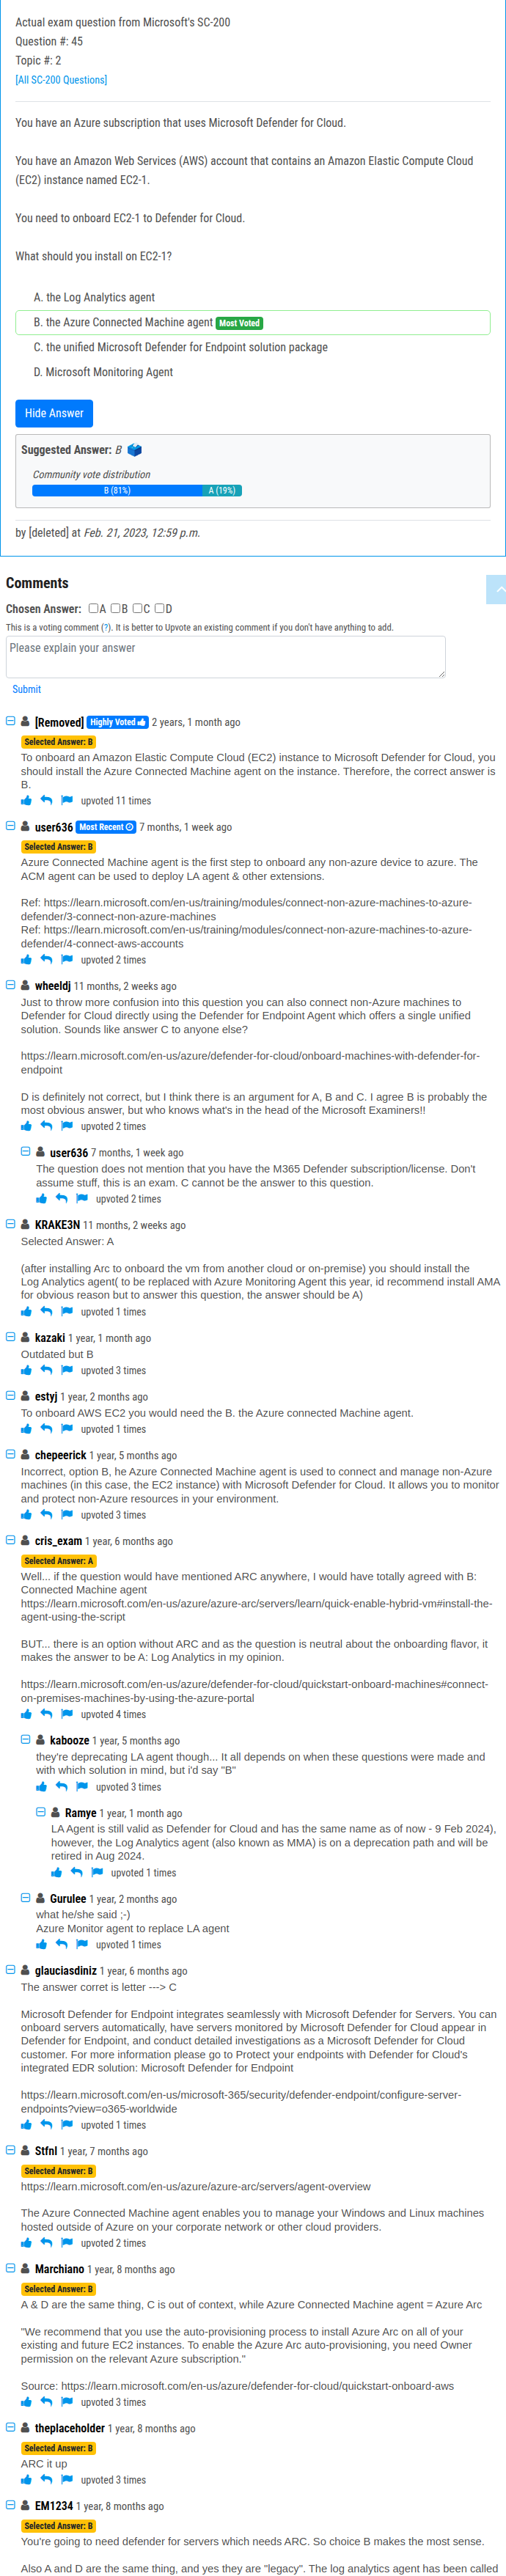 Actual exam question from Microsoft's SC-200
Question #: 45
Topic #: 2
[All SC-200 Questions]
You have an Azure subscription that uses Microsoft Defender for Cloud.
You have an Amazon Web Services (AWS) account that contains an Amazon Elastic Compute Cloud
(EC2) instance named EC2-1.
You need to onboard EC2-1 to Defender for Cloud.
What should you install on EC2-1?
A. the Log Analytics agent
B. the Azure Connected Machine agent Most Voted
C. the unified Microsoft Defender for Endpoint solution package
D. Microsoft Monitoring Agent
Hide Answer
Suggested Answer: B
Community vote distribution
B (81%) A (19%)
by [deleted] at Feb. 21, 2023, 12:59 p.m.
Comments
Chosen Answer: A B C D
This is a voting comment (?). It is better to Upvote an existing comment if you don't have anything to add.
Please explain your answer
Submit
[Removed] Highly Voted 2 years, 1 month ago
Selected Answer: B
To onboard an Amazon Elastic Compute Cloud (EC2) instance to Microsoft Defender for Cloud, you
should install the Azure Connected Machine agent on the instance. Therefore, the correct answer is
B.
upvoted 11 times
user636 Most Recent 7 months, 1 week ago
Selected Answer: B
Azure Connected Machine agent is the first step to onboard any non-azure device to azure. The
ACM agent can be used to deploy LA agent & other extensions.
Ref: https://learn.microsoft.com/en-us/training/modules/connect-non-azure-machines-to-azure-
defender/3-connect-non-azure-machines
Ref: https://learn.microsoft.com/en-us/training/modules/connect-non-azure-machines-to-azure-
defender/4-connect-aws-accounts
upvoted 2 times
wheeldj 11 months, 2 weeks ago
Just to throw more confusion into this question you can also connect non-Azure machines to
Defender for Cloud directly using the Defender for Endpoint Agent which offers a single unified
solution. Sounds like answer C to anyone else?
https://learn.microsoft.com/en-us/azure/defender-for-cloud/onboard-machines-with-defender-for-
endpoint
D is definitely not correct, but I think there is an argument for A, B and C. I agree B is probably the
most obvious answer, but who knows what's in the head of the Microsoft Examiners!!
upvoted 2 times
user636 7 months, 1 week ago
The question does not mention that you have the M365 Defender subscription/license. Don't
assume stuff, this is an exam. C cannot be the answer to this question.
upvoted 2 times
KRAKE3N 11 months, 2 weeks ago
Selected Answer: A
(after installing Arc to onboard the vm from another cloud or on-premise) you should install the
Log Analytics agent( to be replaced with Azure Monitoring Agent this year, id recommend install AMA
for obvious reason but to answer this question, the answer should be A)
upvoted 1 times
kazaki 1 year, 1 month ago
Outdated but B
upvoted 3 times
estyj 1 year, 2 months ago
To onboard AWS EC2 you would need the B. the Azure connected Machine agent.
upvoted 1 times
chepeerick 1 year, 5 months ago
Incorrect, option B, he Azure Connected Machine agent is used to connect and manage non-Azure
machines (in this case, the EC2 instance) with Microsoft Defender for Cloud. It allows you to monitor
and protect non-Azure resources in your environment.
upvoted 3 times
cris_exam 1 year, 6 months ago
Selected Answer: A
Well... if the question would have mentioned ARC anywhere, I would have totally agreed with B:
Connected Machine agent
https://learn.microsoft.com/en-us/azure/azure-arc/servers/learn/quick-enable-hybrid-vm#install-the-
agent-using-the-script
BUT... there is an option without ARC and as the question is neutral about the onboarding flavor, it
makes the answer to be A: Log Analytics in my opinion.
https://learn.microsoft.com/en-us/azure/defender-for-cloud/quickstart-onboard-machines#connect-
on-premises-machines-by-using-the-azure-portal
upvoted 4 times
kabooze 1 year, 5 months ago
they're deprecating LA agent though... It all depends on when these questions were made and
with which solution in mind, but i'd say "B"
upvoted 3 times
Ramye 1 year, 1 month ago
LA Agent is still valid as Defender for Cloud and has the same name as of now - 9 Feb 2024),
however, the Log Analytics agent (also known as MMA) is on a deprecation path and will be
retired in Aug 2024.
upvoted 1 times
Gurulee 1 year, 2 months ago
what he/she said ;-)
Azure Monitor agent to replace LA agent
upvoted 1 times
glauciasdiniz 1 year, 6 months ago
The answer corret is letter ---> C
Microsoft Defender for Endpoint integrates seamlessly with Microsoft Defender for Servers. You can
onboard servers automatically, have servers monitored by Microsoft Defender for Cloud appear in
Defender for Endpoint, and conduct detailed investigations as a Microsoft Defender for Cloud
customer. For more information please go to Protect your endpoints with Defender for Cloud's
integrated EDR solution: Microsoft Defender for Endpoint
https://learn.microsoft.com/en-us/microsoft-365/security/defender-endpoint/configure-server-
endpoints?view=o365-worldwide
upvoted 1 times
Stfnl 1 year, 7 months ago
Selected Answer: B
https://learn.microsoft.com/en-us/azure/azure-arc/servers/agent-overview
The Azure Connected Machine agent enables you to manage your Windows and Linux machines
hosted outside of Azure on your corporate network or other cloud providers.
upvoted 2 times
Marchiano 1 year, 8 months ago
Selected Answer: B
A & D are the same thing, C is out of context, while Azure Connected Machine agent = Azure Arc
"We recommend that you use the auto-provisioning process to install Azure Arc on all of your
existing and future EC2 instances. To enable the Azure Arc auto-provisioning, you need Owner
permission on the relevant Azure subscription."
Source: https://learn.microsoft.com/en-us/azure/defender-for-cloud/quickstart-onboard-aws
upvoted 3 times
theplaceholder 1 year, 8 months ago
Selected Answer: B
ARC it up
upvoted 3 times
EM1234 1 year, 8 months ago
Selected Answer: B
You're going to need defender for servers which needs ARC. So choice B makes the most sense.
Also A and D are the same thing, and yes they are "legacy". The log analytics agent has been called